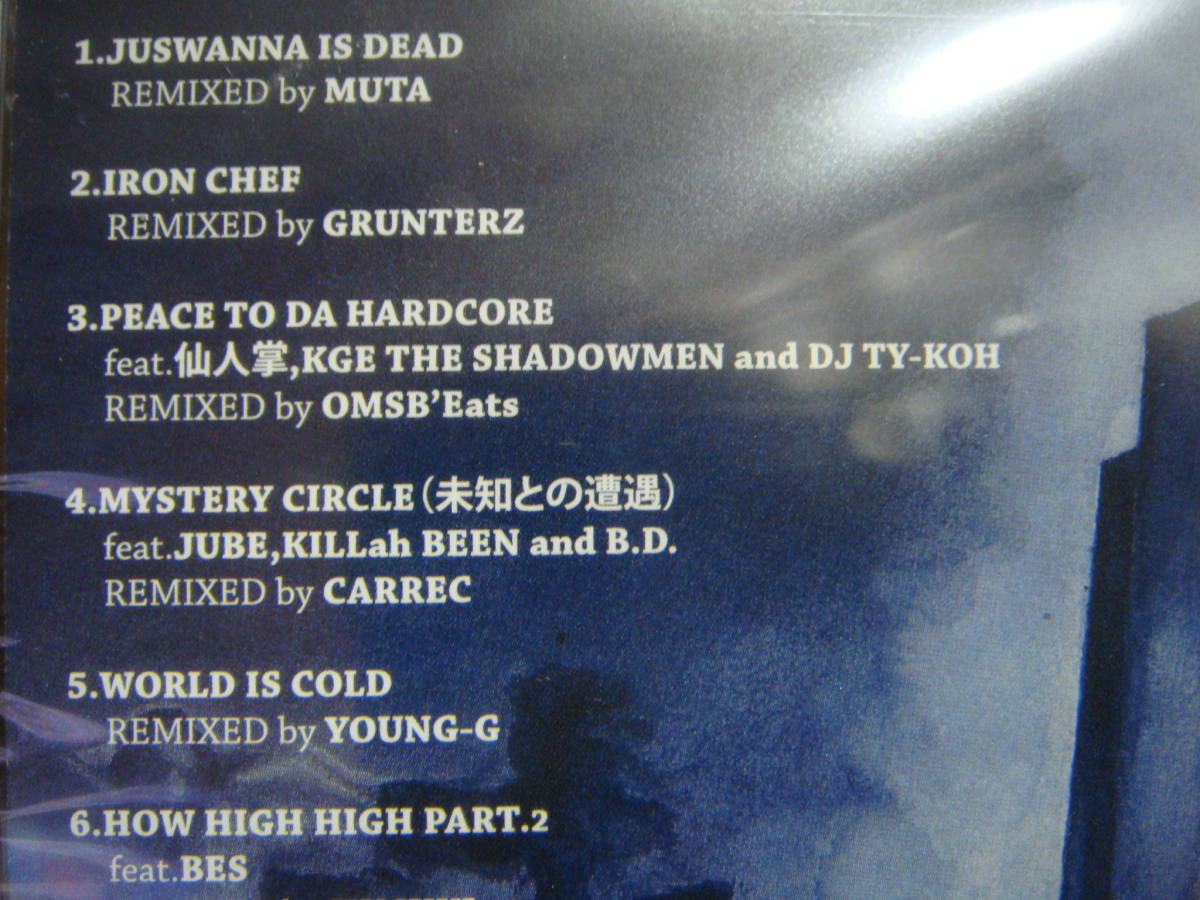 1.JUSWANNA IS DEAD
REMIXED by MUTA
2.IRON CHEF
REMIXED by GRUNTERZ
3.PEACE TO DA HARDCORE
feat.仙人掌,KGE THE SHADOWMEN and DJ TY-KOH
REMIXED by OMSB'Eats
4.MYSTERY CIRCLE(未知との遭遇)
feat.JUBE,KILLah BEEN and B.D.
REMIXED by CARREC
5.WORLD IS COLD
REMIXED by YOUNG-G
6.HOW HIGH HIGH PART.2
feat.BES